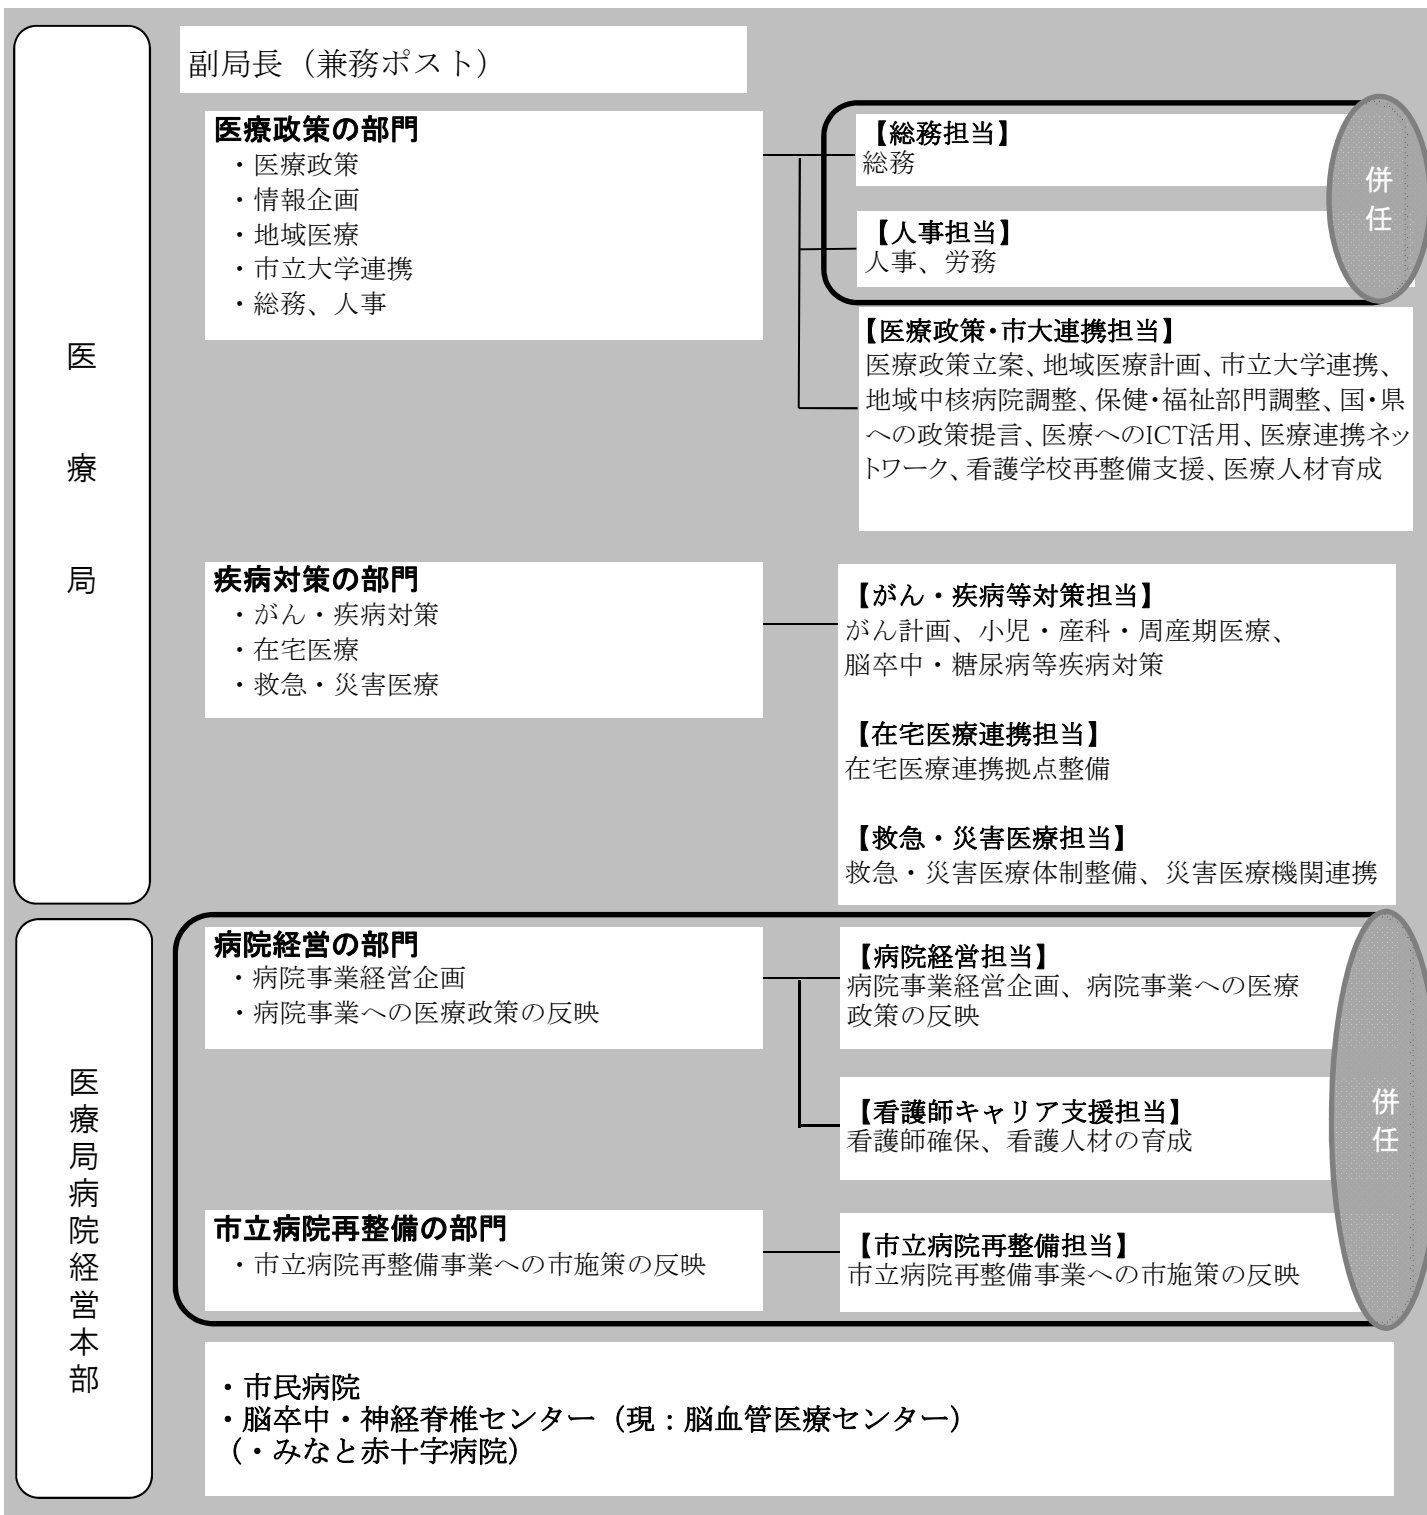 医療局
副局長（兼務ポスト）
医療政策の部門
・医療政策
・情報企画
・地域医療
・市立大学連携
・総務、人事
【総務担当】
総務
【人事担当】
人事、労務
併任
【医療政策・市大連携担当】
医療政策立案、地域医療計画、市立大学連携、
地域中核病院調整、保健・福祉部門調整、国・県
への政策提言、医療へのICT活用、医療連携ネッ
トワーク、看護学校再整備支援、医療人材育成
疾病対策の部門
・がん・疾病対策
・在宅医療
・救急・災害医療
【がん・疾病等対策担当】
がん計画、小児・産科・周産期医療、
脳卒中・糖尿病等疾病対策
【在宅医療連携担当】
在宅医療連携拠点整備
【救急・災害医療担当】
救急・災害医療体制整備、災害医療機関連携
医療局病院経営本部
病院経営の部門
・病院事業経営企画
・病院事業への医療政策の反映
【病院経営担当】
病院事業経営企画、病院事業への医療
政策の反映
【看護師キャリア支援担当】
看護師確保、看護人材の育成
併任
市立病院再整備の部門
・市立病院再整備事業への市施策の反映
【市立病院再整備担当】
市立病院再整備事業への市施策の反映
・市民病院
・脳卒中・神経脊椎センター（現：脳血管医療センター）
（・みなと赤十字病院）